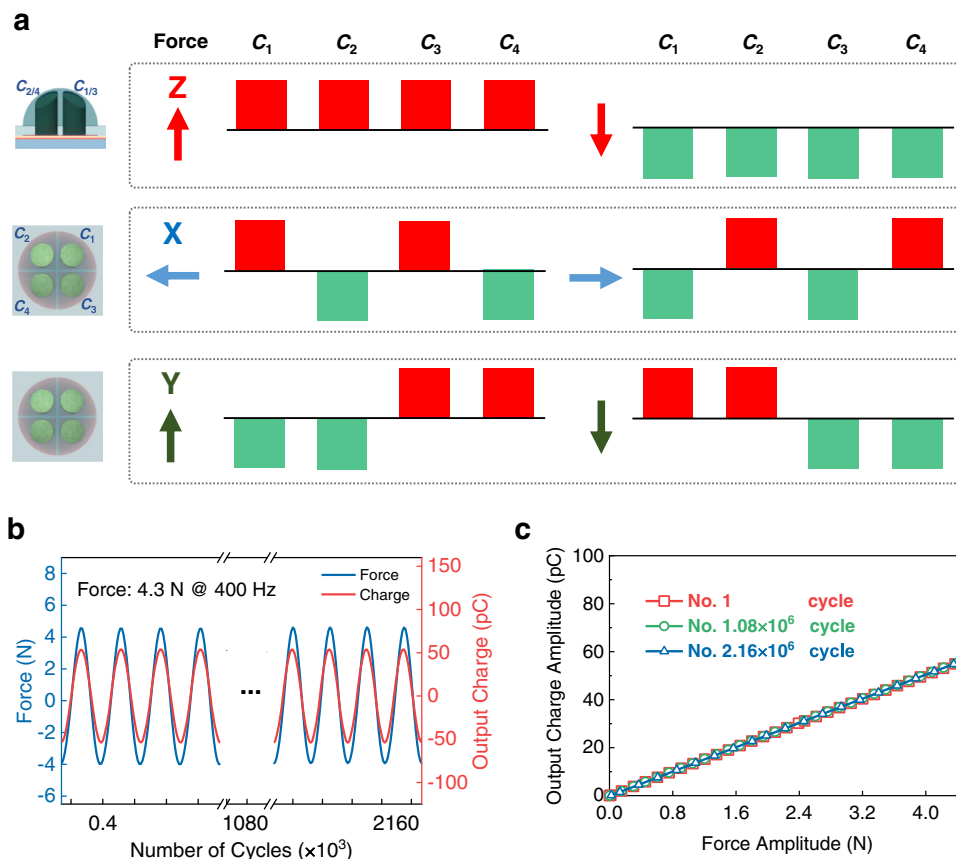 a
Force C1 C2 C3 C4 C1 C2 C3 C4
C2/4 C1/3
Z
C2 C1
X
C4 C3
Y
b
Force: 4.3 N @ 400 Hz
Force
Charge
Force (N)
8
6
4
2
0
-2
-4
-6
...
Output Charge (pC)
150
100
50
0
-50
-100
0.4 1080 2160
Number of Cycles (×10³)
c
Output Charge Amplitude (pC)
100
80
60
40
20
0
No. 1 cycle
No. 1.08×10⁶ cycle
No. 2.16×10⁶ cycle
0.0 0.8 1.6 2.4 3.2 4.0
Force Amplitude (N)